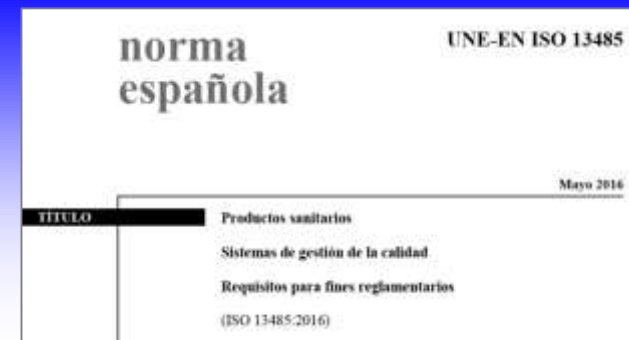 norma
española
UNE-EN ISO 13485
Mayo 2016
TÍTULO
Productos sanitarios
Sistemas de gestión de la calidad
Requisitos para fines reglamentarios
(ISO 13485:2016)